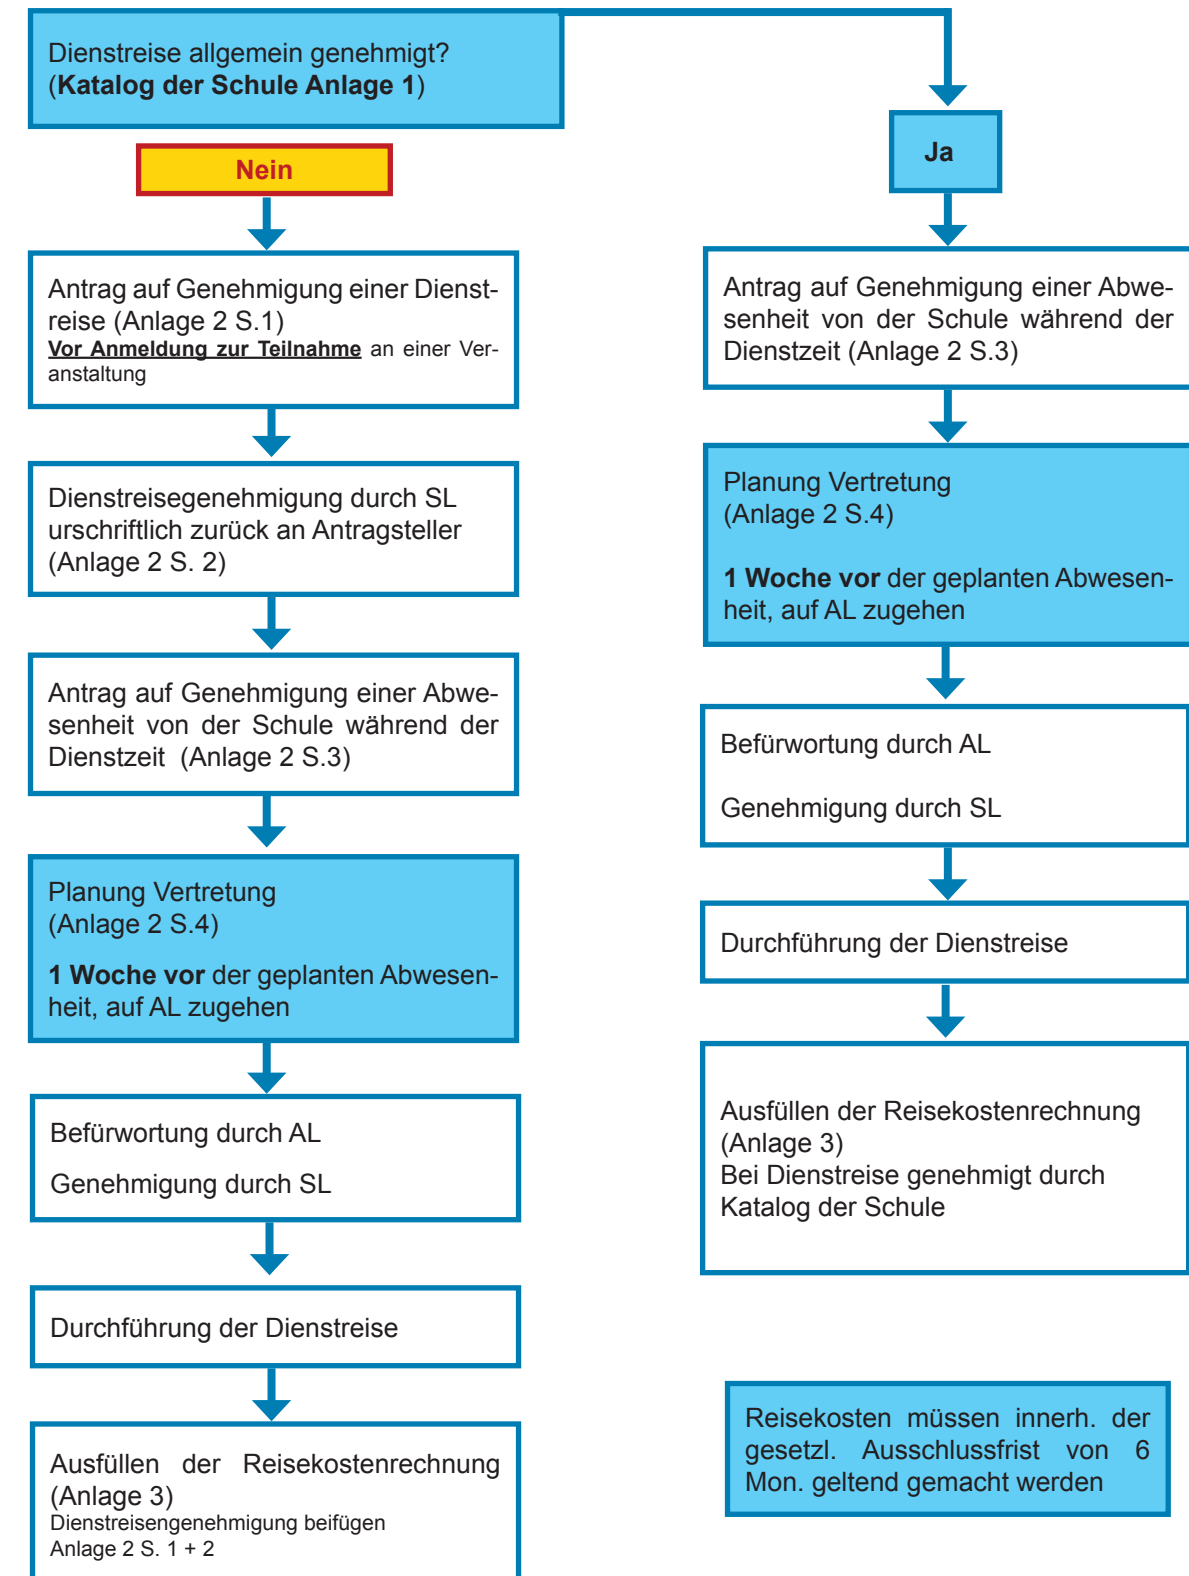 Dienstreise allgemein genehmigt?
(Katalog der Schule Anlage 1)
Nein
Antrag auf Genehmigung einer Dienst-
reise (Anlage 2 S.1)
Vor Anmeldung zur Teilnahme an einer Ver-
anstaltung
Dienstreisegenehmigung durch SL
urschriftlich zurück an Antragsteller
(Anlage 2 S. 2)
Antrag auf Genehmigung einer Abwe-
senheit von der Schule während der
Dienstzeit (Anlage 2 S.3)
Planung Vertretung
(Anlage 2 S.4)
1 Woche vor der geplanten Abwesen-
heit, auf AL zugehen
Befürwortung durch AL
Genehmigung durch SL
Durchführung der Dienstreise
Ausfüllen der Reisekostenrechnung
(Anlage 3)
Dienstreisengenehmigung beifügen
Anlage 2 S. 1 + 2
Ja
Antrag auf Genehmigung einer Abwe-
senheit von der Schule während der
Dienstzeit (Anlage 2 S.3)
Planung Vertretung
(Anlage 2 S.4)
1 Woche vor der geplanten Abwesen-
heit, auf AL zugehen
Befürwortung durch AL
Genehmigung durch SL
Durchführung der Dienstreise
Ausfüllen der Reisekostenrechnung
(Anlage 3)
Bei Dienstreise genehmigt durch
Katalog der Schule
Reisekosten müssen innerh. der
gesetzl. Ausschlussfrist von 6
Mon. geltend gemacht werden